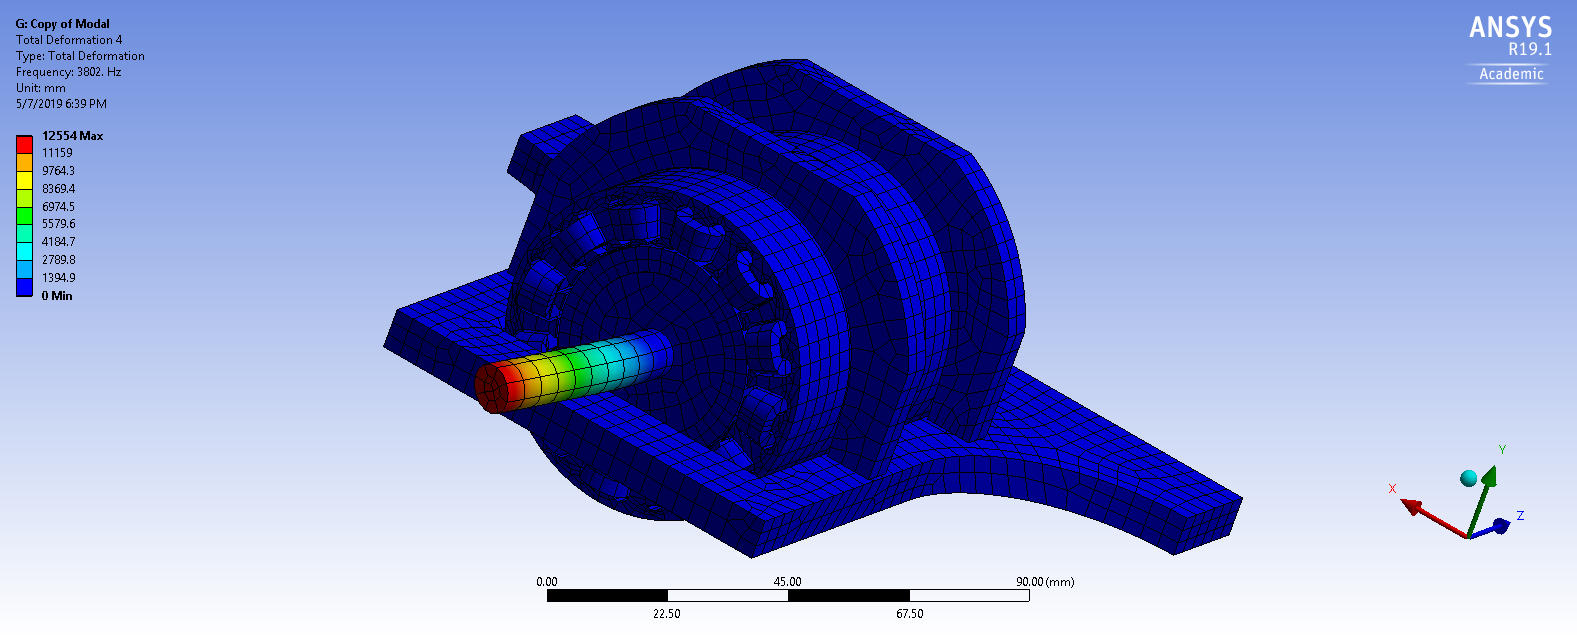 G: Copy of Modal
Total Deformation 4
Type: Total Deformation
Frequency: 3802. Hz
Unit: mm
5/7/2019 6:39 PM
12554 Max
11159
9764.3
8369.4
6974.5
5579.6
4184.7
2789.8
1394.9
0 Min
ANSYS
R19.1
Academic
Y
X
Z
0.00 45.00 90.00 (mm)
22.50 67.50